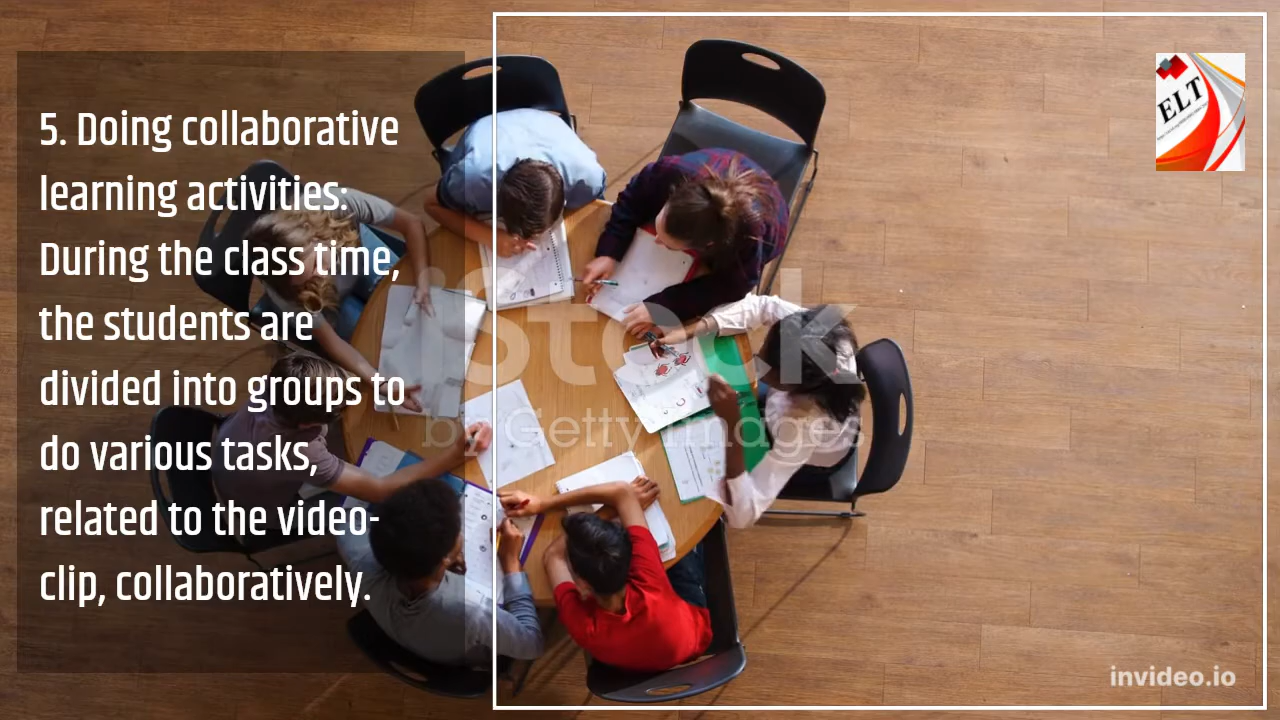 5. Doing collaborative
learning activities:
During the class time,
the students are
divided into groups to
do various tasks,
related to the video-
clip, collaboratively.
ELT
iStock
by Getty Images
invideo.io